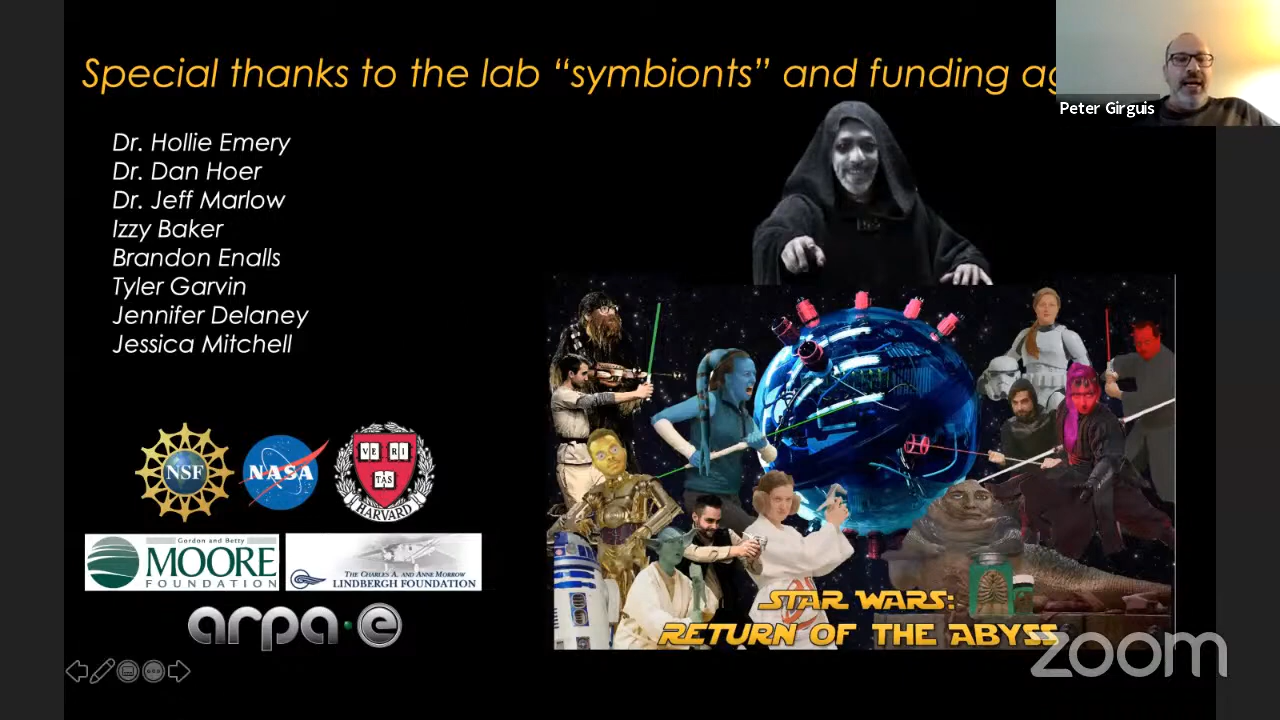 Special thanks to the lab “symbionts” and funding ag
Peter Girguis
Dr. Hollie Emery
Dr. Dan Hoer
Dr. Jeff Marlow
Izzy Baker
Brandon Enalls
Tyler Garvin
Jennifer Delaney
Jessica Mitchell
NSF
NASA
VE RI
TAS
HARVARD
Gordon and Betty
MOORE
FOUNDATION
THE CHARLES A. AND ANNE MORROW
LINDBERGH FOUNDATION
arpa·e
STAR WARS:
RETURN OF THE ABYSS
zoom